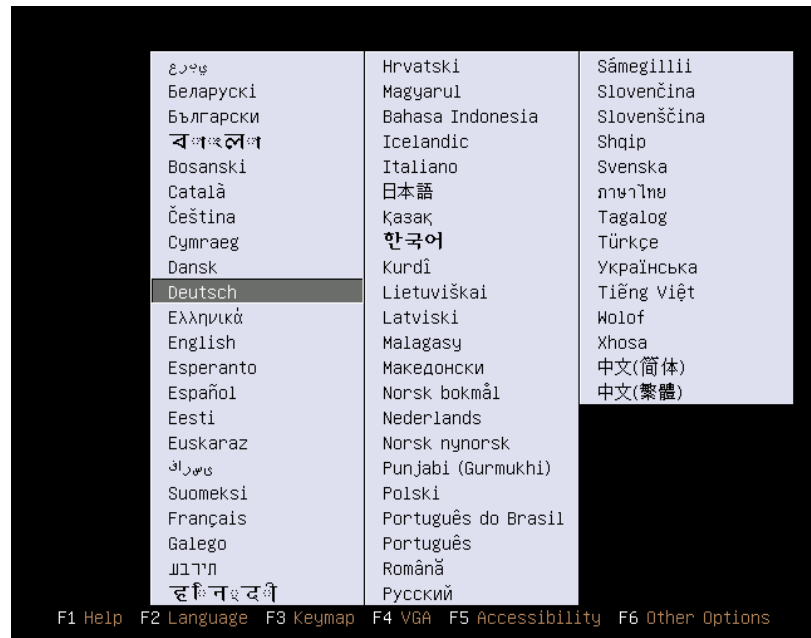 ﻲﺑﺮﻋ
Беларускі
Български
বাংলা
Bosanski
Català
Čeština
Cymraeg
Dansk
Deutsch
Ελληνικά
English
Esperanto
Español
Eesti
Euskaraz
ﻰﺳﺭﺎﻓ
Suomeksi
Français
Galego
תירבע
हिन्दी
Hrvatski
Magyarul
Bahasa Indonesia
Icelandic
Italiano
日本語
Қазақ
한국어
Kurdî
Lietuviškai
Latviski
Malagasy
Македонски
Norsk bokmål
Nederlands
Norsk nynorsk
Punjabi (Gurmukhi)
Polski
Português do Brasil
Português
Română
Русский
Sámegillii
Slovenčina
Slovenščina
Shqip
Svenska
ภาษาไทย
Tagalog
Türkçe
Українська
Tiếng Việt
Wolof
Xhosa
中文(简体)
中文(繁體)
F1 Help F2 Language F3 Keymap F4 VGA F5 Accessibility F6 Other Options